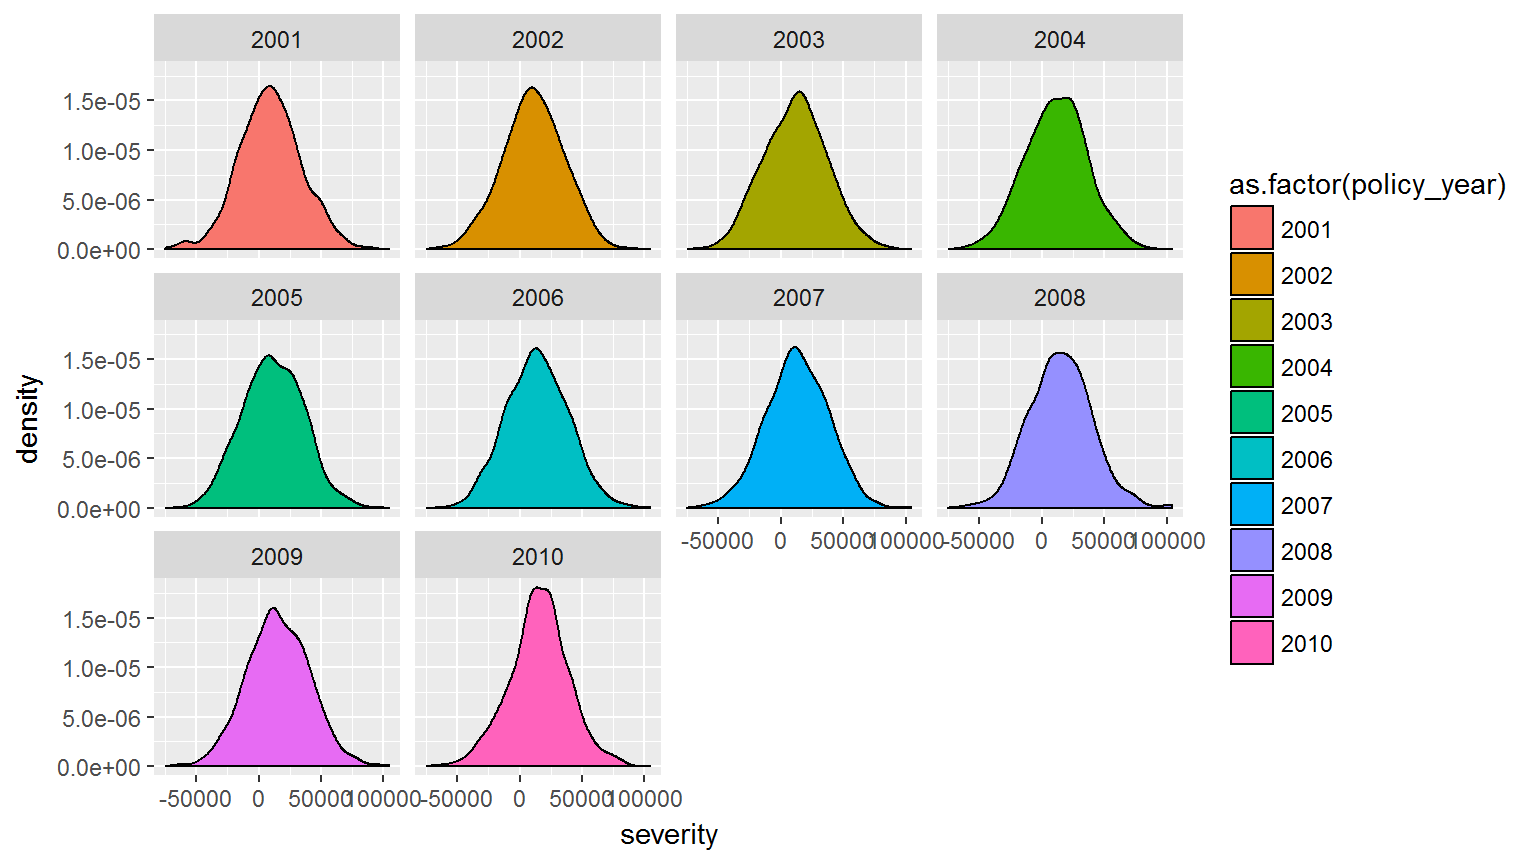 2001 2002 2003 2004
1.5e-05
1.0e-05
5.0e-06
0.0e+00
2005 2006 2007 2008
1.5e-05
1.0e-05
5.0e-06
0.0e+00
-50000 0 50000 100000 -50000 0 50000 100000
2009 2010
1.5e-05
1.0e-05
5.0e-06
0.0e+00
-50000 0 50000 100000 -50000 0 50000 100000
severity
density
as.factor(policy_year)
2001
2002
2003
2004
2005
2006
2007
2008
2009
2010